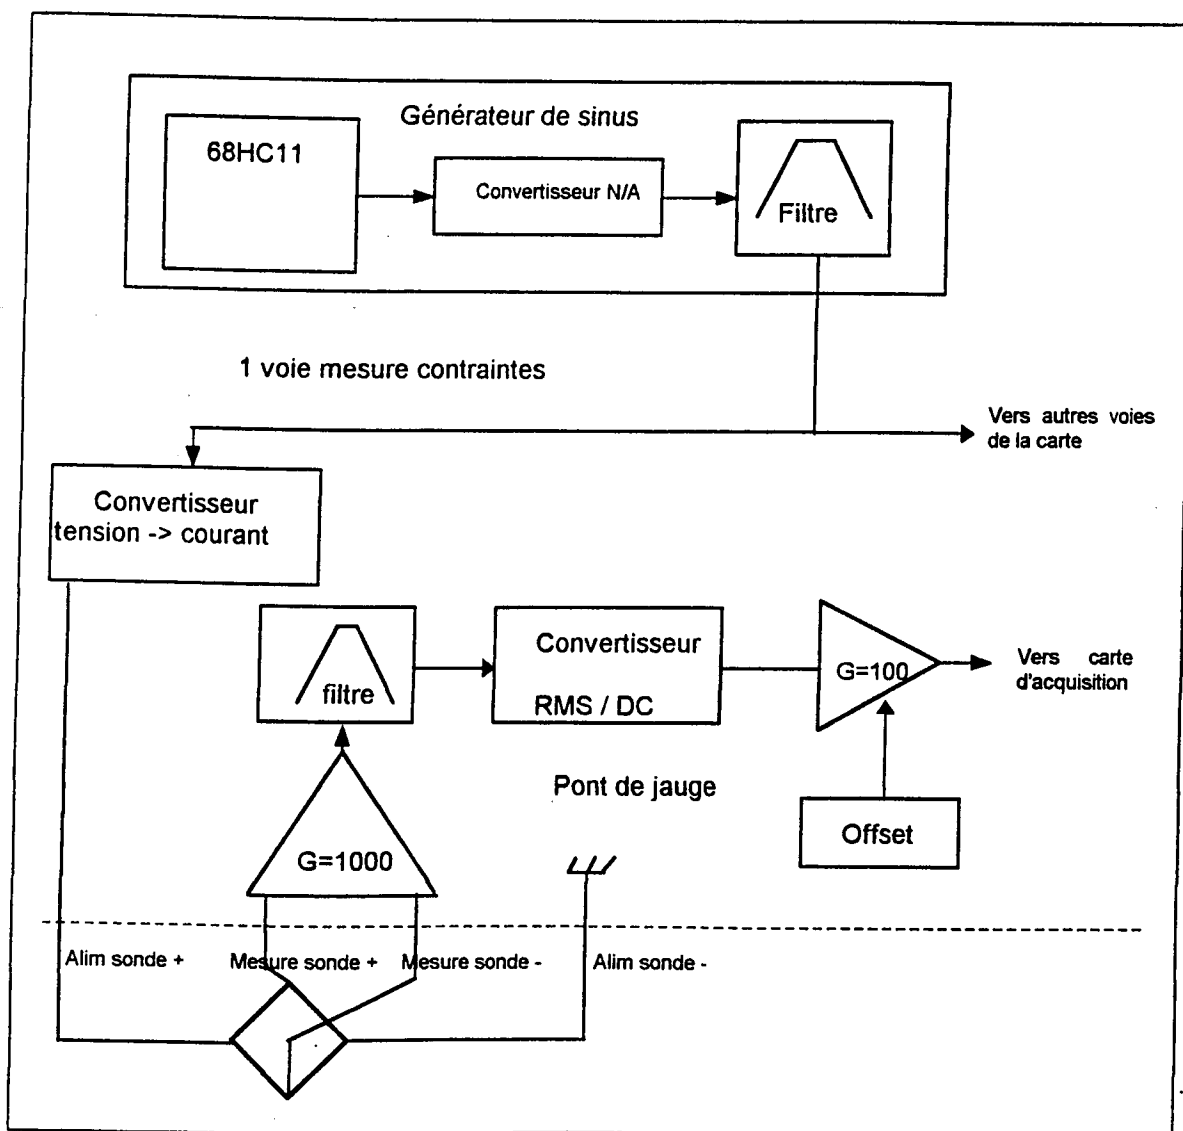 Générateur de sinus
68HC11
Convertisseur N/A
Filtre
1 voie mesure contraintes
Vers autres voies
de la carte
Convertisseur
tension -> courant
filtre
Convertisseur
RMS / DC
G=100
Vers carte
d'acquisition
Pont de jauge
Offset
G=1000
Alim sonde +
Mesure sonde +
Mesure sonde -
Alim sonde -